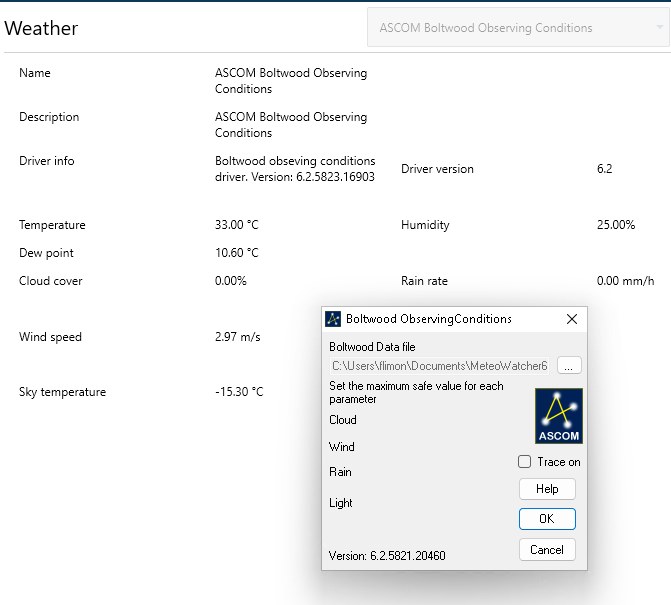 Weather
ASCOM Boltwood Observing Conditions
Name
ASCOM Boltwood Observing
Conditions
Description
ASCOM Boltwood Observing
Conditions
Driver info
Boltwood obseving conditions
driver. Version: 6.2.5823.16903
Driver version
6.2
Temperature
33.00 °C
Humidity
25.00%
Dew point
10.60 °C
Cloud cover
0.00%
Rain rate
0.00 mm/h
Wind speed
2.97 m/s
Sky temperature
-15.30 °C
Boltwood ObservingConditions
Boltwood Data file
C:\Users\flimon\Documents\MeteoWatcher6
...
Set the maximum safe value for each
parameter
Cloud
Wind
Rain
Light
ASCOM
Trace on
Help
OK
Cancel
Version: 6.2.5821.20460